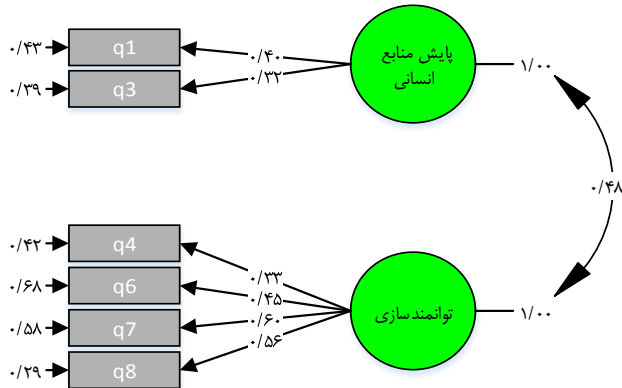 ۰/۴۳ q1 ۰/۴۰ پایش منابع انسانی ۱/۰۰
۰/۳۹ q3 ۰/۳۲
۰/۴۸
۰/۴۲ q4 ۰/۳۳
۰/۶۸ q6 ۰/۴۵
۰/۵۸ q7 ۰/۶۰ توانمندسازی ۱/۰۰
۰/۲۹ q8 ۰/۵۶